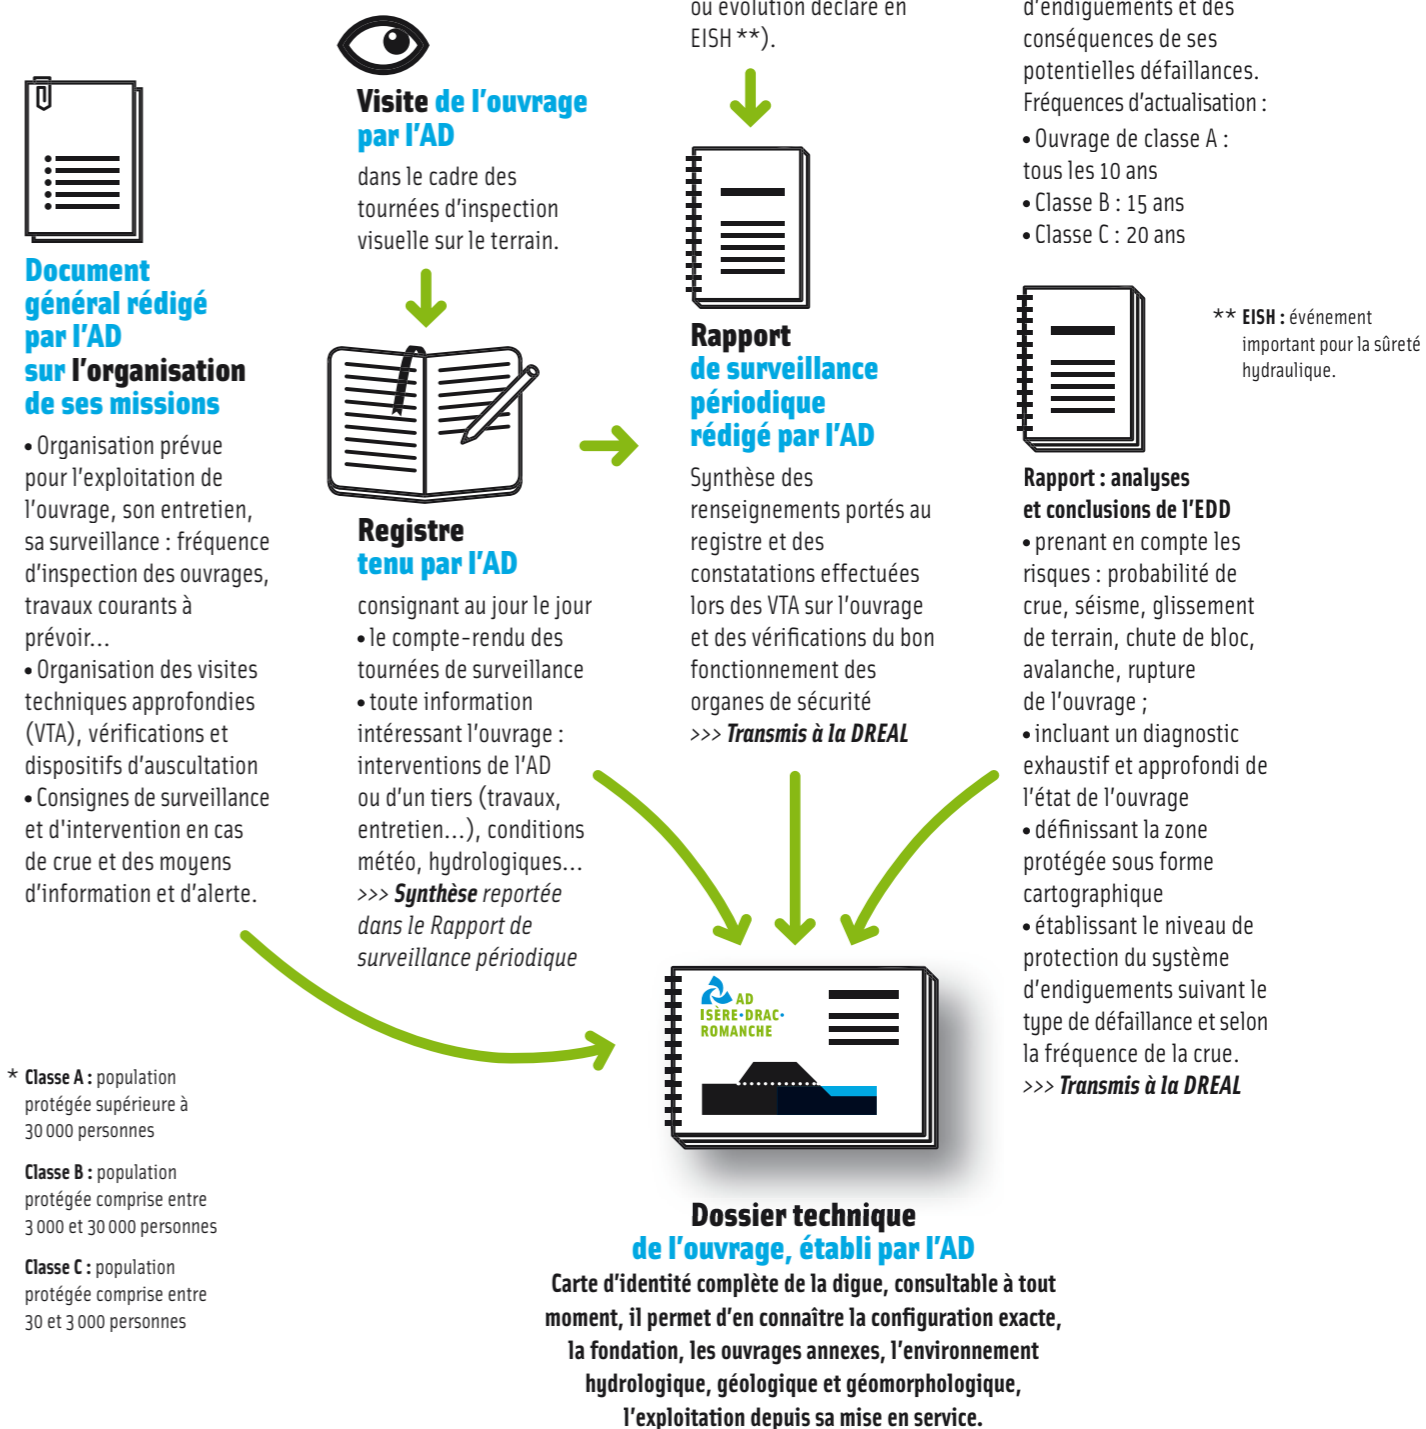 Document
général rédigé
par l'AD
sur l'organisation
de ses missions
• Organisation prévue
pour l'exploitation de
l'ouvrage, son entretien,
sa surveillance : fréquence
d'inspection des ouvrages,
travaux courants à
prévoir...
• Organisation des visites
techniques approfondies
(VTA), vérifications et
dispositifs d'auscultation
• Consignes de surveillance
et d'intervention en cas
de crue et des moyens
d'information et d'alerte.
* Classe A : population
protégée supérieure à
30 000 personnes
Classe B : population
protégée comprise entre
3 000 et 30 000 personnes
Classe C : population
protégée comprise entre
30 et 3 000 personnes
Visite de l'ouvrage
par l'AD
dans le cadre des
tournées d'inspection
visuelle sur le terrain.
Registre
tenu par l'AD
consignant au jour le jour
• le compte-rendu des
tournées de surveillance
• toute information
intéressant l'ouvrage :
interventions de l'AD
ou d'un tiers (travaux,
entretien...), conditions
météo, hydrologiques...
>>> Synthèse reportée
dans le Rapport de
surveillance périodique
ou évolution déclaré en
EISH **).
Rapport
de surveillance
périodique
rédigé par l'AD
Synthèse des
renseignements portés au
registre et des
constatations effectuées
lors des VTA sur l'ouvrage
et des vérifications du bon
fonctionnement des
organes de sécurité
>>> Transmis à la DREAL
d'endiguements et des
conséquences de ses
potentielles défaillances.
Fréquences d'actualisation :
• Ouvrage de classe A :
tous les 10 ans
• Classe B : 15 ans
• Classe C : 20 ans
** EISH : événement
important pour la sûreté
hydraulique.
Rapport : analyses
et conclusions de l'EDD
• prenant en compte les
risques : probabilité de
crue, séisme, glissement
de terrain, chute de bloc,
avalanche, rupture
de l'ouvrage ;
• incluant un diagnostic
exhaustif et approfondi de
l'état de l'ouvrage
• définissant la zone
protégée sous forme
cartographique
• établissant le niveau de
protection du système
d'endiguements suivant le
type de défaillance et selon
la fréquence de la crue.
>>> Transmis à la DREAL
AD
ISÈRE•DRAC•
ROMANCHE
Dossier technique
de l'ouvrage, établi par l'AD
Carte d'identité complète de la digue, consultable à tout
moment, il permet d'en connaître la configuration exacte,
la fondation, les ouvrages annexes, l'environnement
hydrologique, géologique et géomorphologique,
l'exploitation depuis sa mise en service.